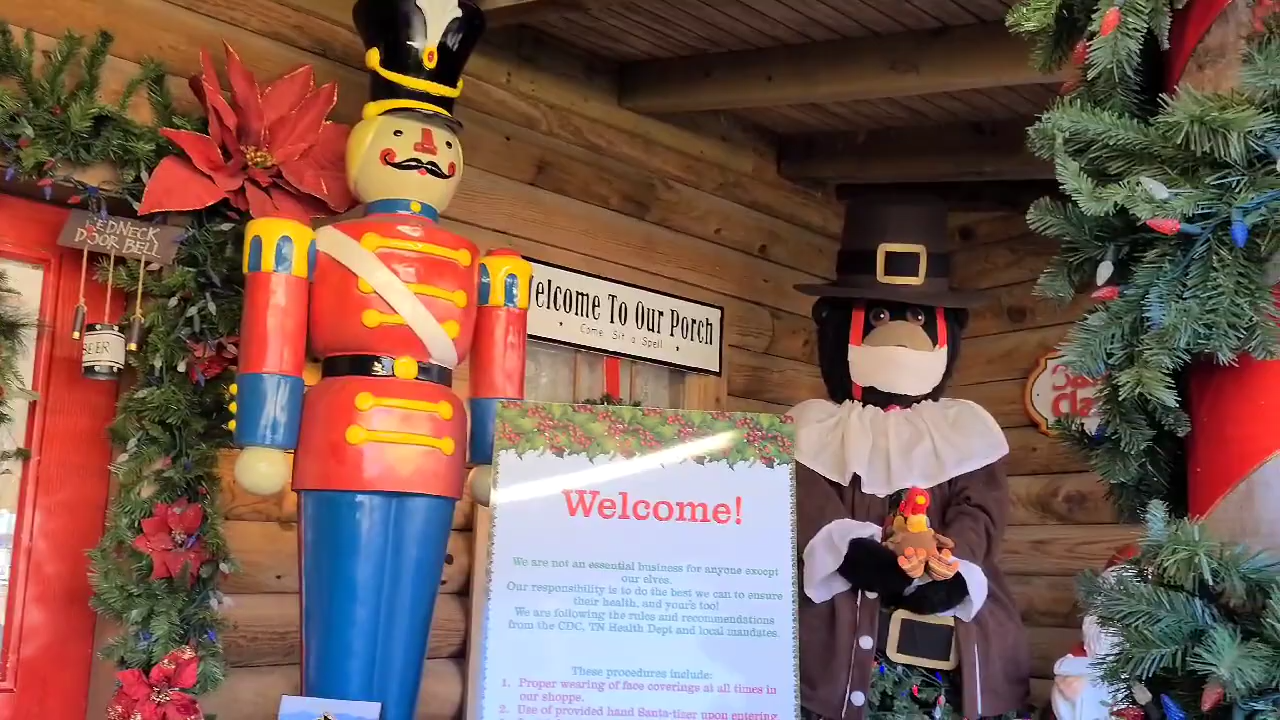 REDNECK
DOOR BELL
BEER
Welcome To Our Porch
Come Sit a Spell
Welcome!
We are not an essential business for anyone except
our elves.
Our responsibility is to do the best we can to ensure
their health, and your's too!
We are following the rules and recommendations
from the CDC, TN Health Dept and local mandates.
These procedures include:
1. Proper wearing of face coverings at all times in
our shoppe.
2. Use of provided hand Santa-tizer upon entering